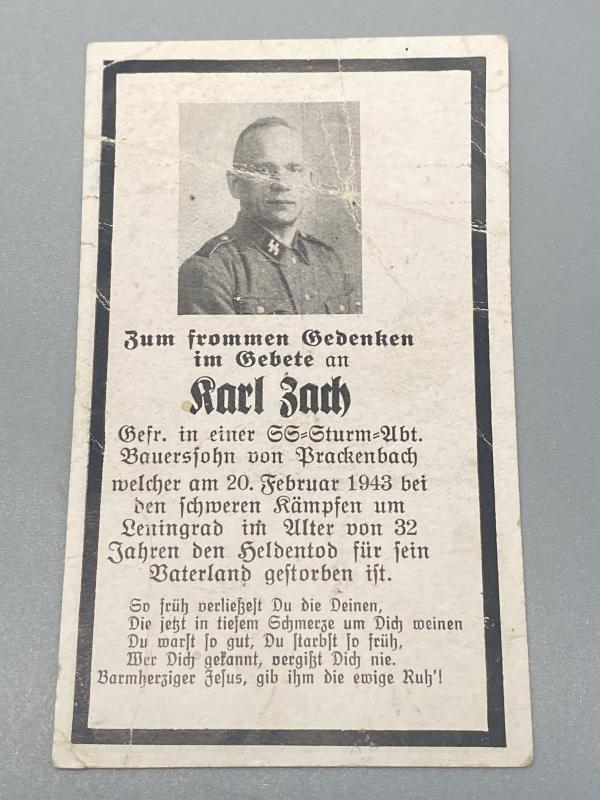 Zum frommen Gedenken
im Gebete an
Karl Zach
Gefr. in einer SS-Sturm-Abt.
Bauerssohn von Prackenbach
welcher am 20. Februar 1943 bei
den schweren Kämpfen um
Leningrad im Alter von 32
Jahren den Heldentod für sein
Vaterland gestorben ist.
So früh verließest Du die Deinen,
Die jetzt in tiefem Schmerze um Dich weinen
Du warst so gut, Du starbst so früh,
Wer Dich gekannt, vergißt Dich nie.
Barmherziger Jesus, gib ihm die ewige Ruh'!